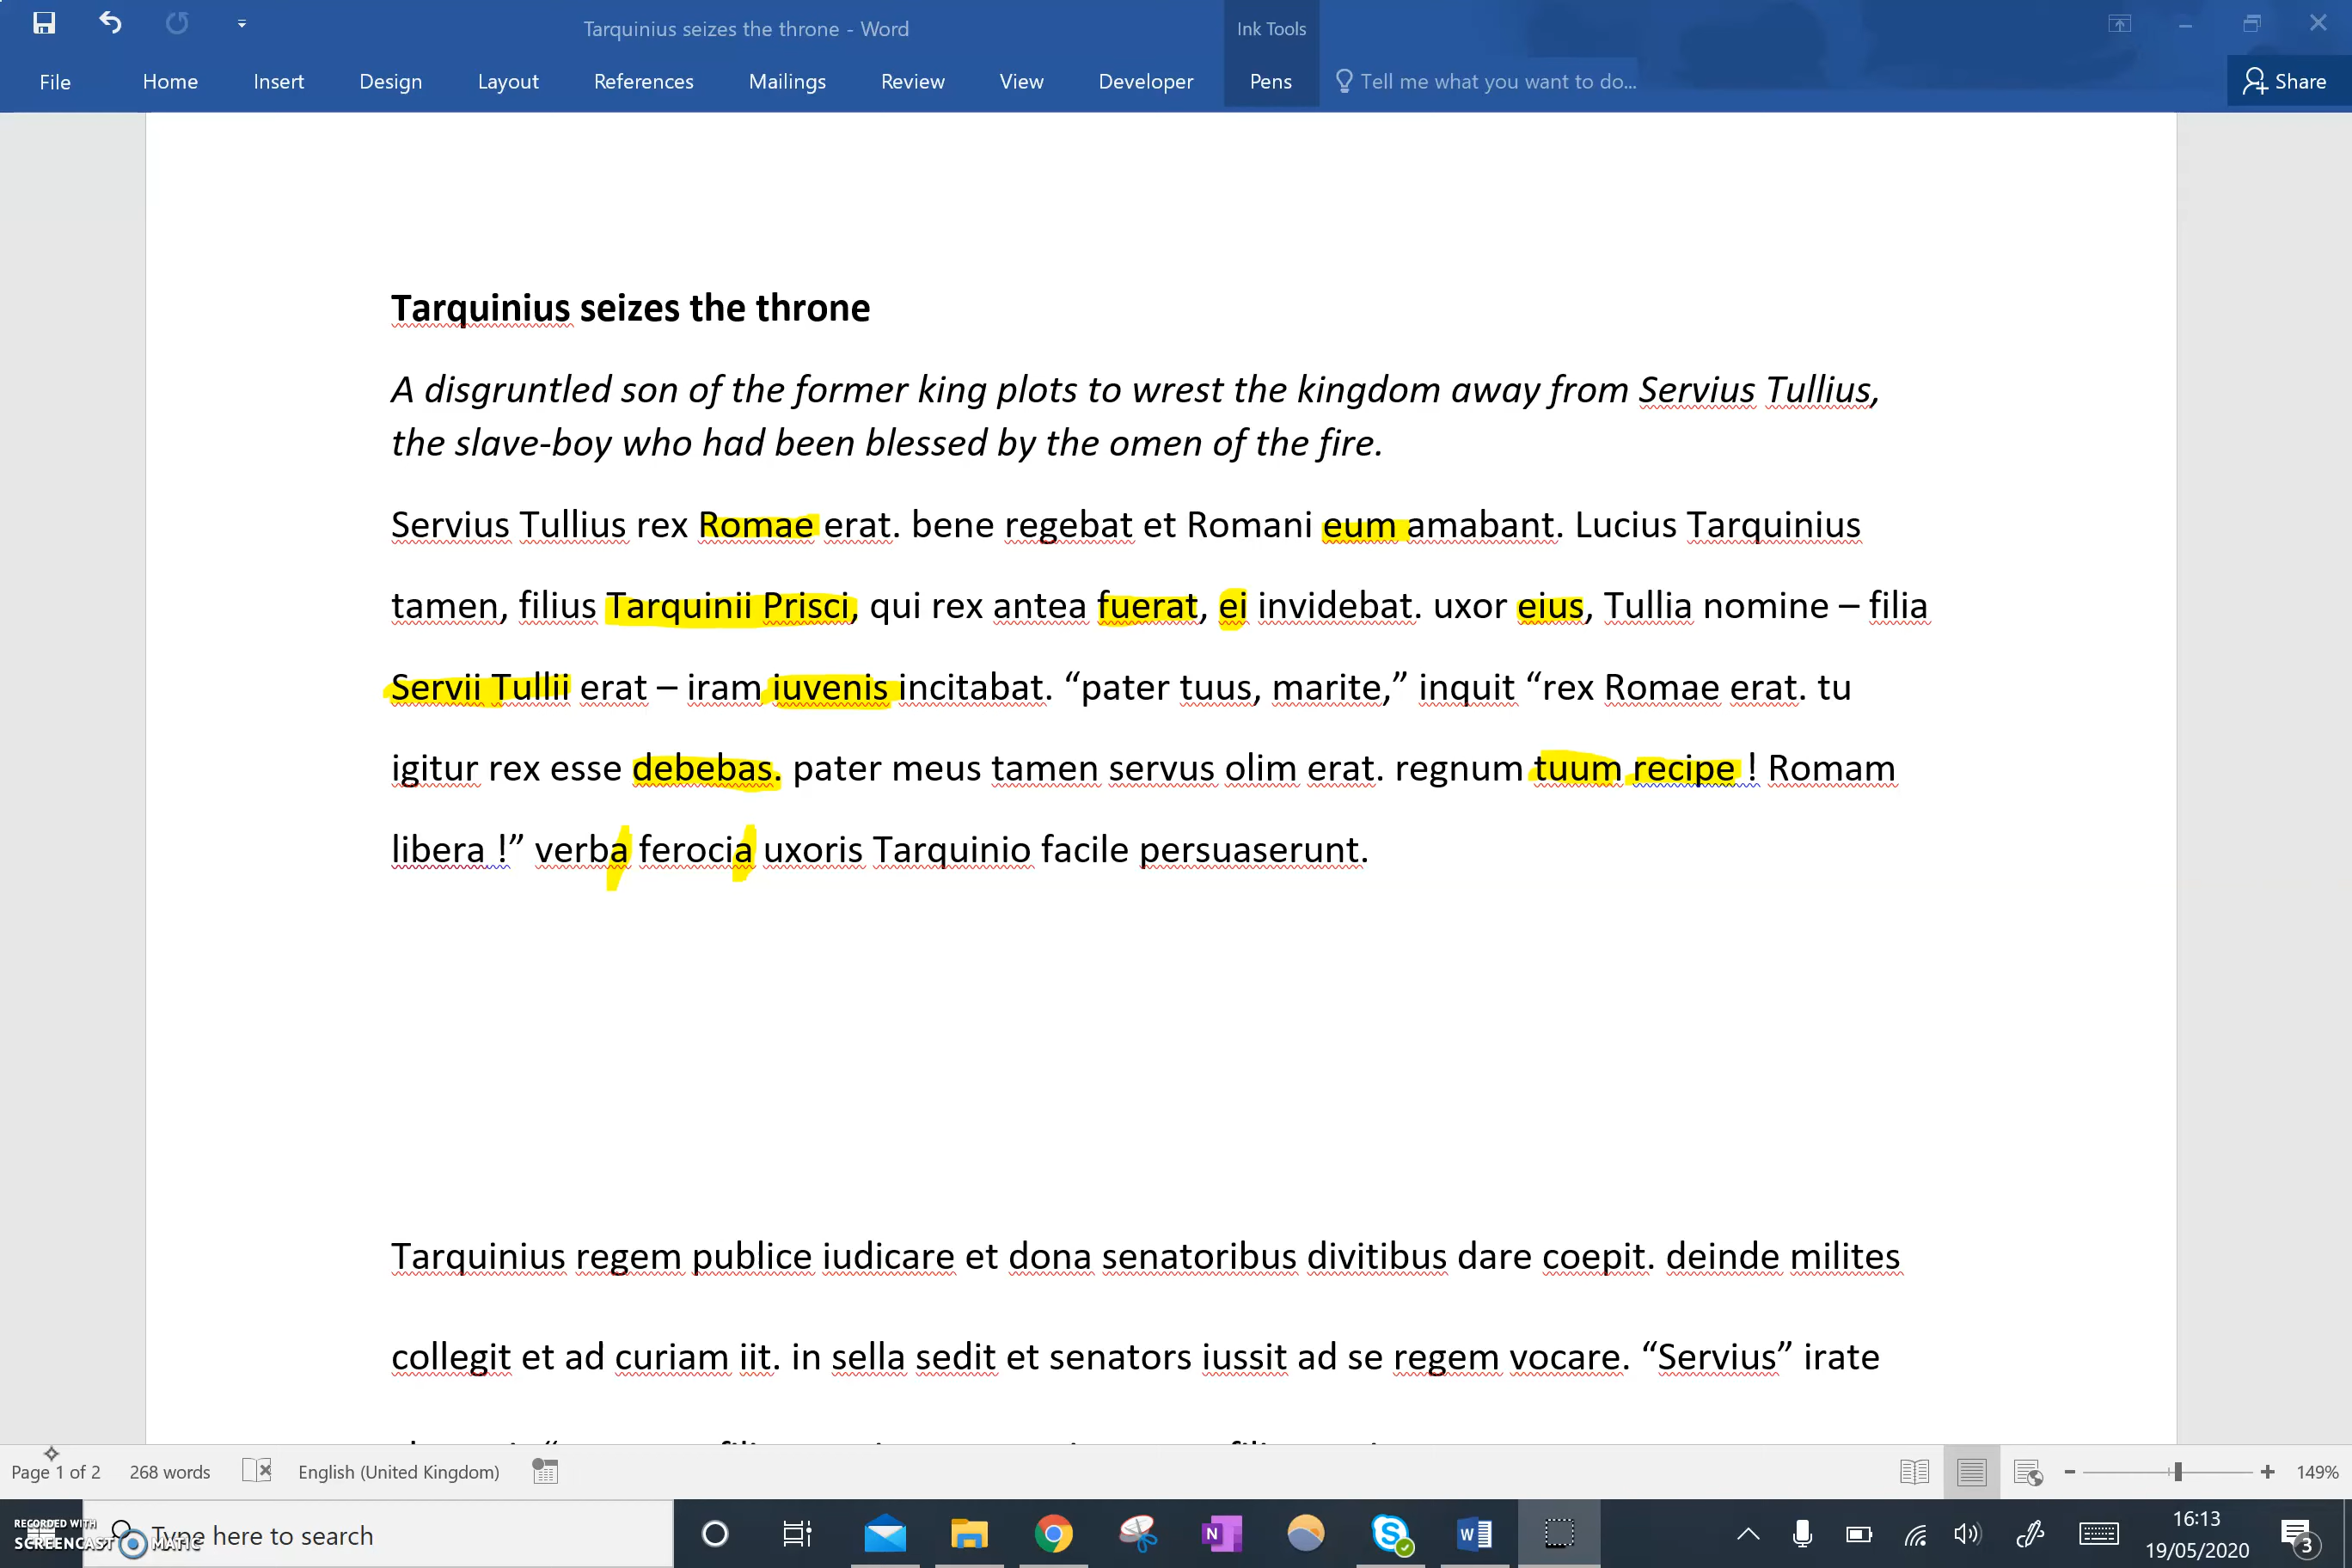 Tarquinius seizes the throne - Word
Ink Tools
File Home Insert Design Layout References Mailings Review View Developer Pens Tell me what you want to do... Share
Tarquinius seizes the throne
A disgruntled son of the former king plots to wrest the kingdom away from Servius Tullius,
the slave-boy who had been blessed by the omen of the fire.
Servius Tullius rex Romae erat. bene regebat et Romani eum amabant. Lucius Tarquinius
tamen, filius Tarquinii Prisci, qui rex antea fuerat, ei invidebat. uxor eius, Tullia nomine – filia
Servii Tullii erat – iram iuvenis incitabat. “pater tuus, marite,” inquit “rex Romae erat. tu
igitur rex esse debebas. pater meus tamen servus olim erat. regnum tuum recipe ! Romam
libera !” verba ferocia uxoris Tarquinio facile persuaserunt.
Tarquinius regem publice iudicare et dona senatoribus divitibus dare coepit. deinde milites
collegit et ad curiam iit. in sella sedit et senators iussit ad se regem vocare. “Servius” irate
Page 1 of 2 268 words English (United Kingdom) 149%
RECORDED WITH
SCREENCAST MATIC
Type here to search
16:13
19/05/2020
3